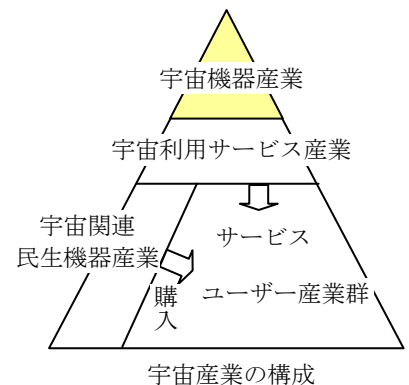 宇宙機器産業
宇宙利用サービス産業
宇宙関連
民生機器産業
サービス
購入
ユーザー産業群
宇宙産業の構成